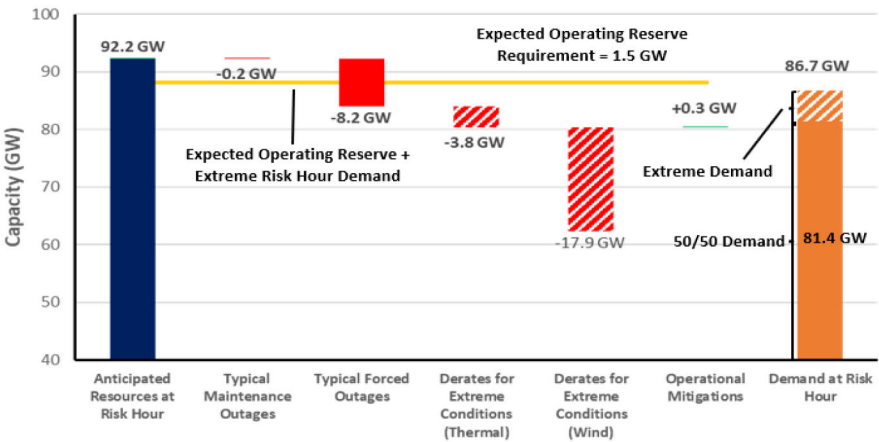 100
90
80
70
60
50
40
Capacity (GW)
92.2 GW
-0.2 GW
-8.2 GW
-3.8 GW
-17.9 GW
+0.3 GW
86.7 GW
81.4 GW
Expected Operating Reserve
Requirement = 1.5 GW
Expected Operating Reserve +
Extreme Risk Hour Demand
Extreme Demand
50/50 Demand
Anticipated
Resources at
Risk Hour
Typical
Maintenance
Outages
Typical Forced
Outages
Derates for
Extreme
Conditions
(Thermal)
Derates for
Extreme
Conditions
(Wind)
Operational
Mitigations
Demand at Risk
Hour